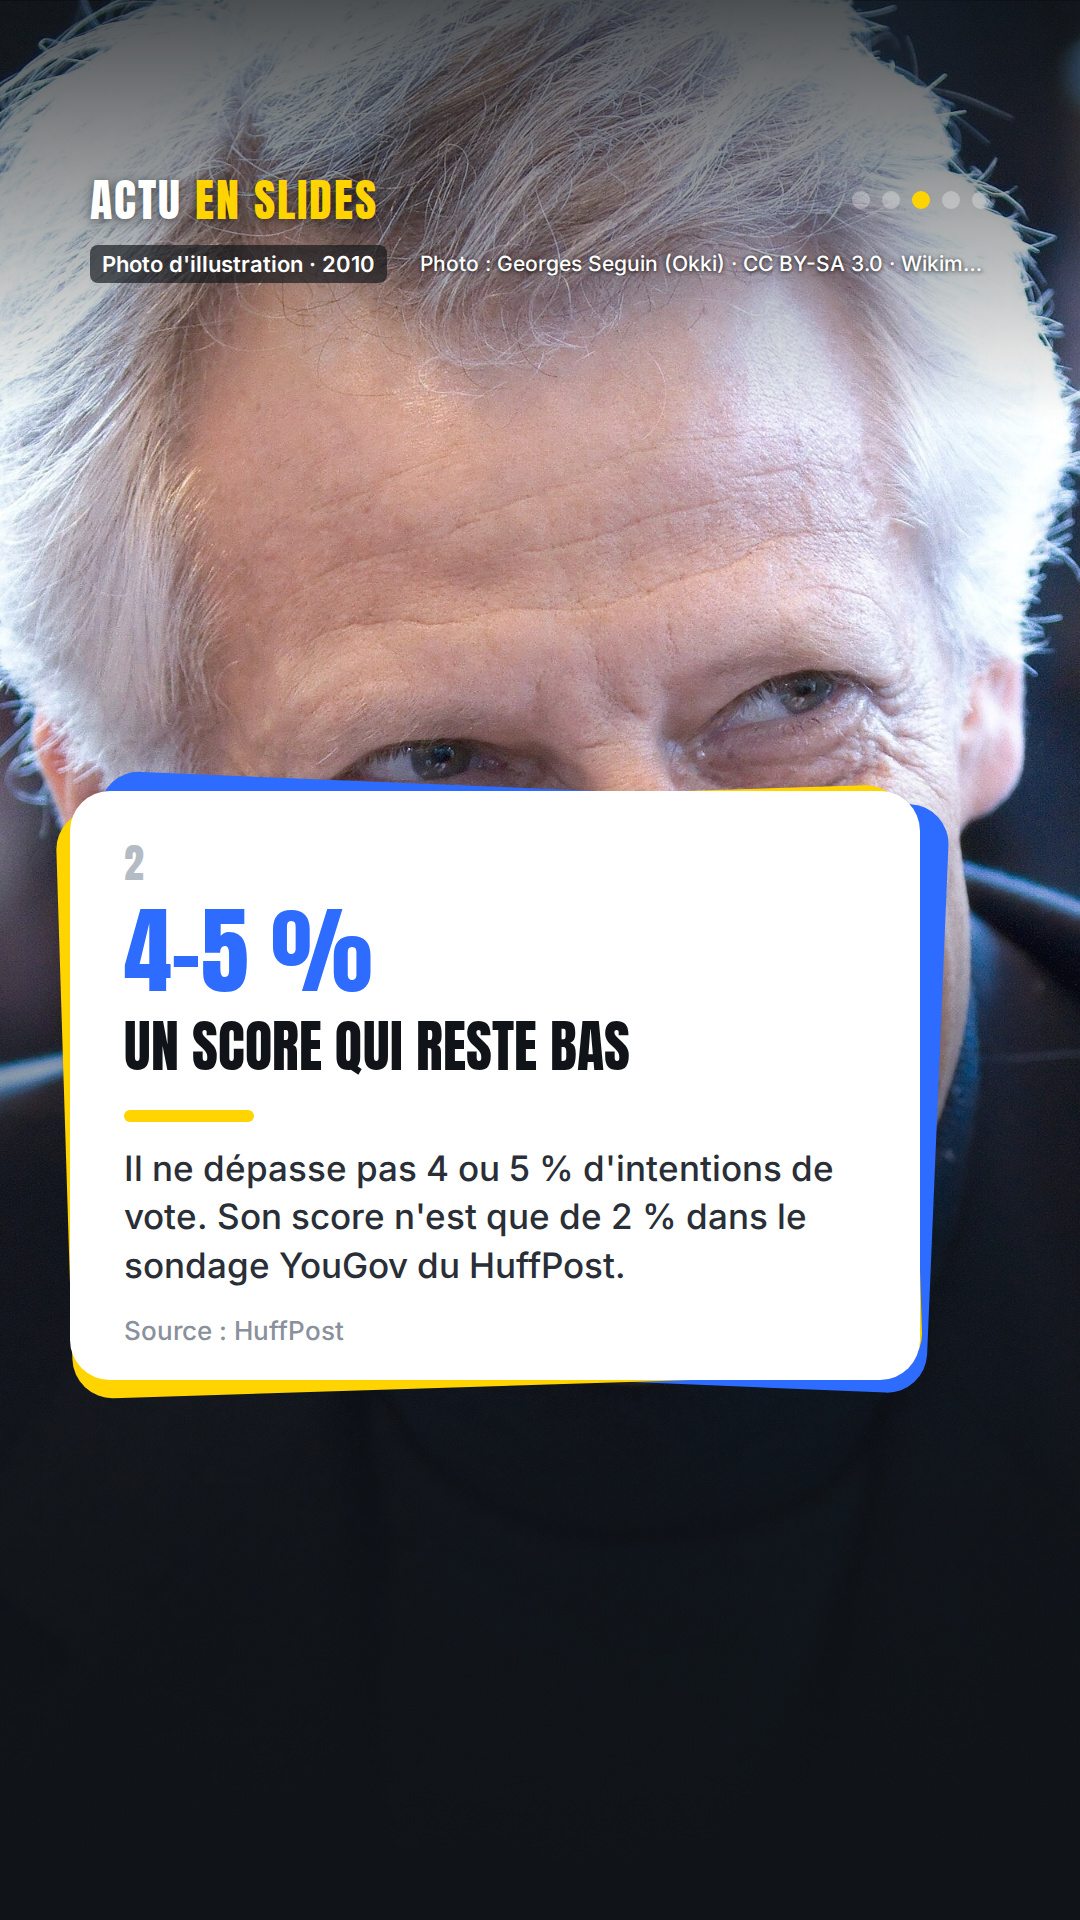 ACTU EN SLIDES
Photo d'illustration · 2010
Photo : Georges Seguin (Okki) · CC BY-SA 3.0 · Wikim...
2
4-5 %
UN SCORE QUI RESTE BAS
Il ne dépasse pas 4 ou 5 % d'intentions de
vote. Son score n'est que de 2 % dans le
sondage YouGov du HuffPost.
Source : HuffPost